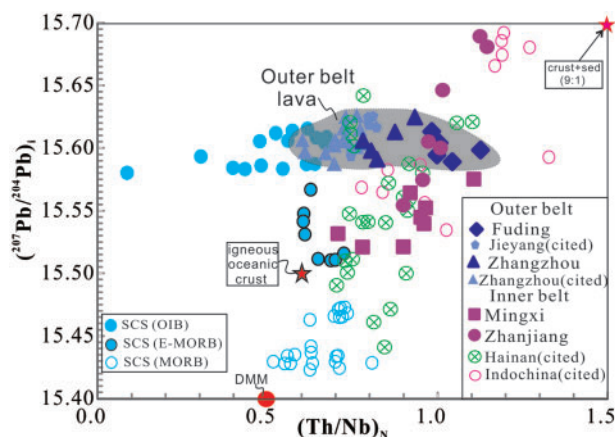 15.70
15.60
15.55
15.50
15.45
15.40
(²⁰⁷Pb/²⁰⁴Pb)ᵢ
crust+sed
(9:1)
Outer belt
lava
igneous
oceanic
crust
SCS (OIB)
SCS (E-MORB)
SCS (MORB)
DMM
Outer belt
Fuding
Jieyang(cited)
Zhangzhou
Zhangzhou(cited)
Inner belt
Mingxi
Zhanjiang
Hainan(cited)
Indochina(cited)
0.0
0.5
1.0
1.5
(Th/Nb)N